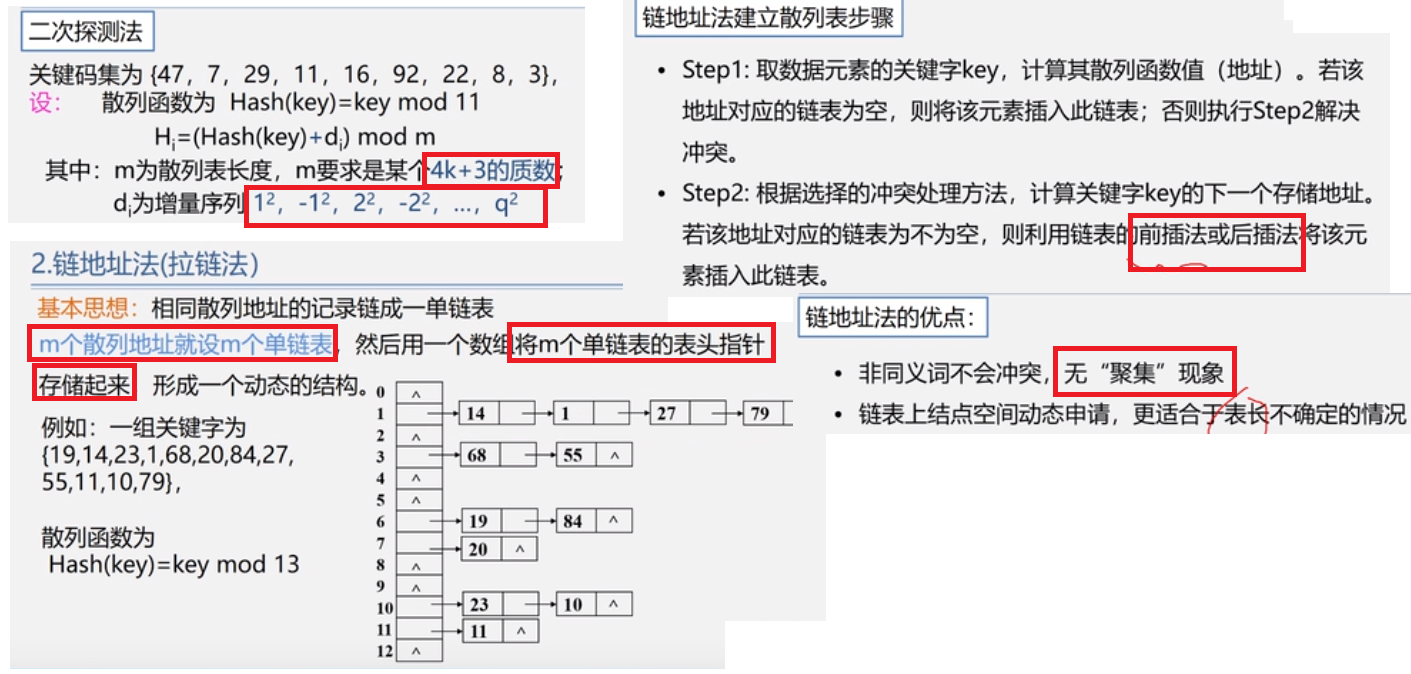 二次探测法
关键码集为 {47，7，29，11，16，92，22，8，3}，
设： 散列函数为 Hash(key)=key mod 11
Hi=(Hash(key)+di) mod m
其中：m为散列表长度，m要求是某个4k+3的质数；
di为增量序列 1²，-1²，2²，-2²，…，q²
2.链地址法(拉链法)
基本思想：相同散列地址的记录链成一单链表
m个散列地址就设m个单链表，然后用一个数组将m个单链表的表头指针
存储起来 形成一个动态的结构。
例如：一组关键字为
{19,14,23,1,68,20,84,27,
55,11,10,79}，
散列函数为
Hash(key)=key mod 13
0 ^
1 14 1 27 79
2 ^
3 68 55 ^
4 ^
5 ^
6 19 84 ^
7 20 ^
8 ^
9 ^
10 23 10 ^
11 11 ^
12 ^
链地址法建立散列表步骤
• Step1: 取数据元素的关键字key，计算其散列函数值（地址）。若该
地址对应的链表为空，则将该元素插入此链表；否则执行Step2解决
冲突。
• Step2: 根据选择的冲突处理方法，计算关键字key的下一个存储地址。
若该地址对应的链表为不为空，则利用链表的前插法或后插法将该元
素插入此链表。
链地址法的优点：
• 非同义词不会冲突，无“聚集”现象
• 链表上结点空间动态申请，更适合于表长不确定的情况